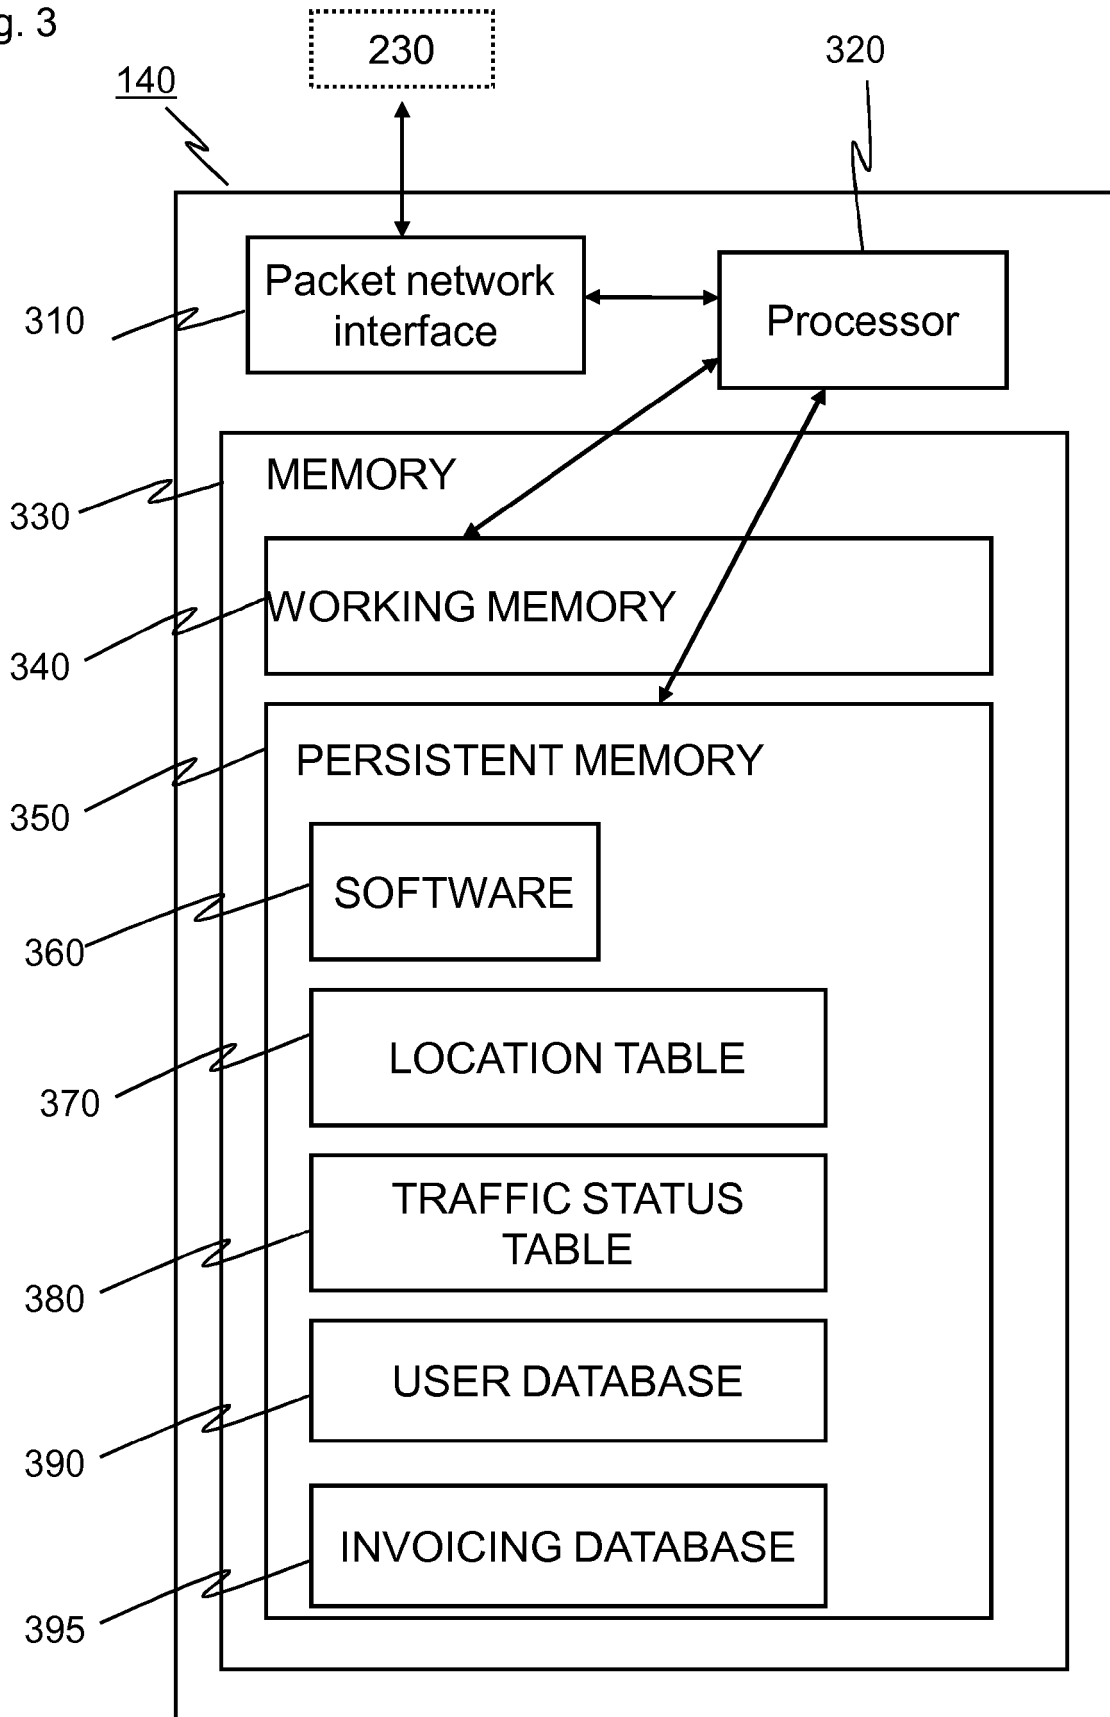 g. 3
230
320
140
Packet network
interface
Processor
310
MEMORY
330
WORKING MEMORY
340
PERSISTENT MEMORY
350
SOFTWARE
360
LOCATION TABLE
370
TRAFFIC STATUS
TABLE
380
USER DATABASE
390
INVOICING DATABASE
395